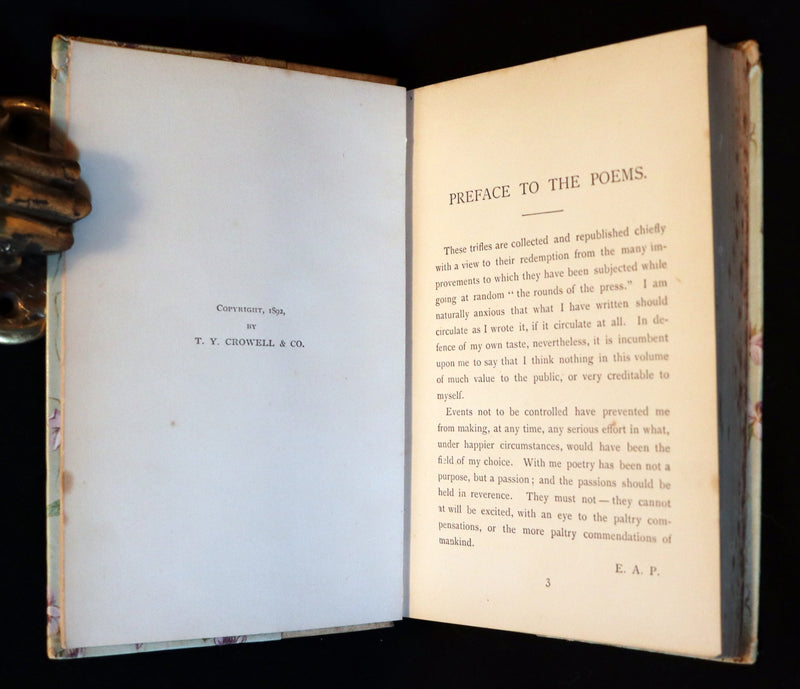 COPYRIGHT, 1892,
BY
T. Y. CROWELL & CO.
PREFACE TO THE POEMS.
These trifles are collected and republished chiefly
with a view to their redemption from the many im-
provements to which they have been subjected while
going at random "the rounds of the press." I am
naturally anxious that what I have written should
circulate as I wrote it, if it circulate at all. In de-
fence of my own taste, nevertheless, it is incumbent
upon me to say that I think nothing in this volume
of much value to the public, or very creditable to
myself.
Events not to be controlled have prevented me
from making, at any time, any serious effort in what,
under happier circumstances, would have been the
field of my choice. With me poetry has been not a
purpose, but a passion; and the passions should be
held in reverence. They must not — they cannot
at will be excited, with an eye to the paltry com-
pensations, or the more paltry commendations of
mankind.
E. A. P.
3